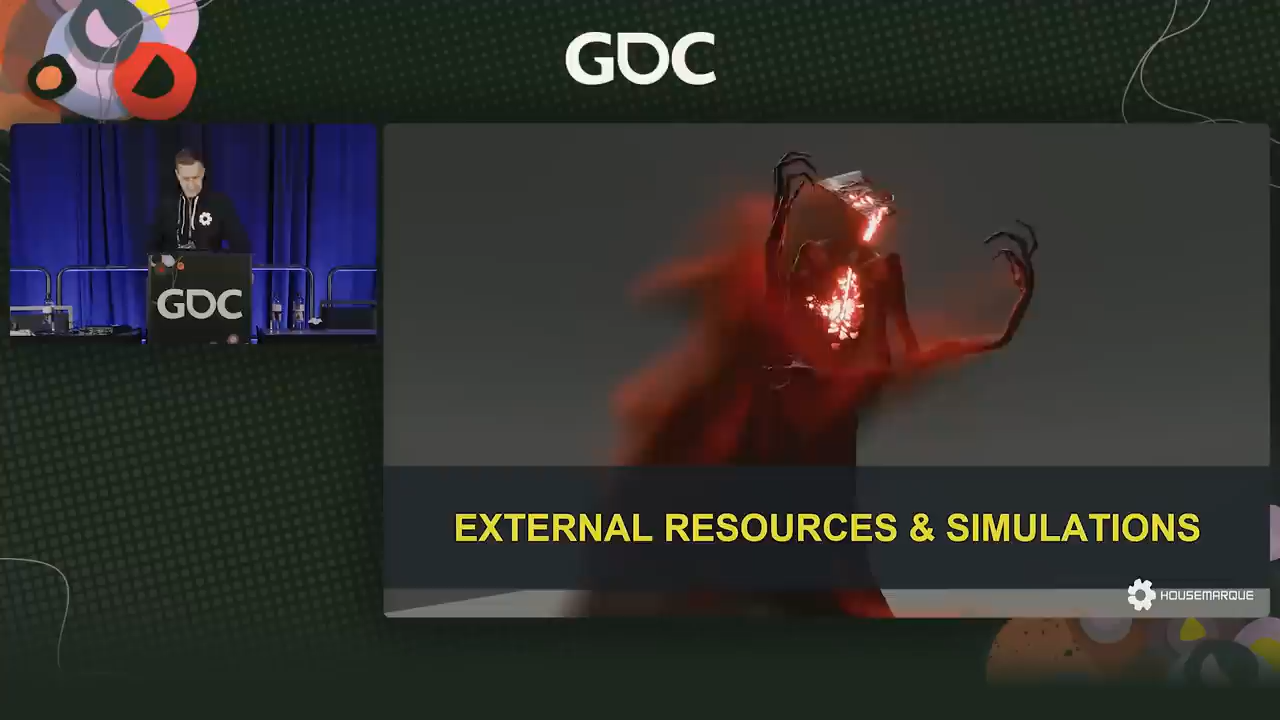 GDC
GDC
EXTERNAL RESOURCES & SIMULATIONS
HOUSEMARQUE